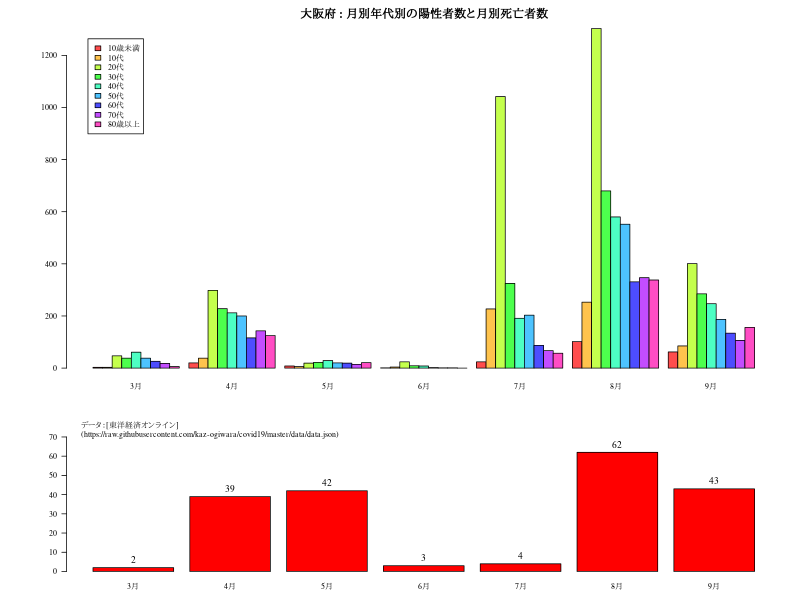 大阪府 : 月別年代別の陽性者数と月別死亡者数
10歳未満
10代
20代
30代
40代
50代
60代
70代
80歳以上
1200
1000
800
600
400
200
0
3月 4月 5月 6月 7月 8月 9月
データ : [東洋経済オンライン]
(https://raw.githubusercontent.com/kaz-ogiwara/covid19/master/data/data.json)
70
60
50
40
30
20
10
0
2 39 42 3 4 62 43
3月 4月 5月 6月 7月 8月 9月